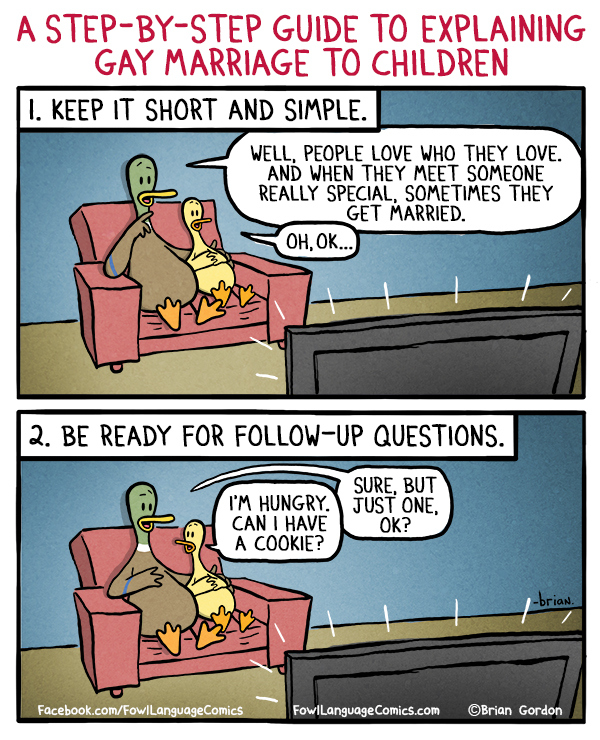 A STEP-BY-STEP GUIDE TO EXPLAINING
GAY MARRIAGE TO CHILDREN
1. KEEP IT SHORT AND SIMPLE.
WELL, PEOPLE LOVE WHO THEY LOVE.
AND WHEN THEY MEET SOMEONE
REALLY SPECIAL, SOMETIMES THEY
GET MARRIED.
OH, OK...
2. BE READY FOR FOLLOW-UP QUESTIONS.
I'M HUNGRY.
CAN I HAVE
A COOKIE?
SURE, BUT
JUST ONE,
OK?
-brian.
Facebook.com/FowlLanguageComics
FowlLanguageComics.com
©Brian Gordon